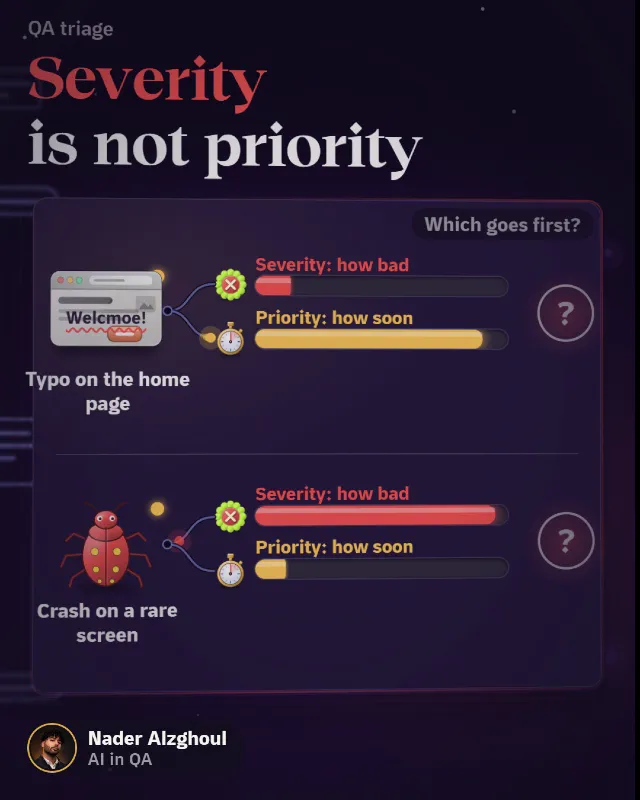 QA triage
Severity
is not priority
Which goes first?
Welcmoe!
Severity: how bad
Priority: how soon
?
Typo on the home
page
Severity: how bad
Priority: how soon
?
Crash on a rare
screen
Nader Alzghoul
AI in QA